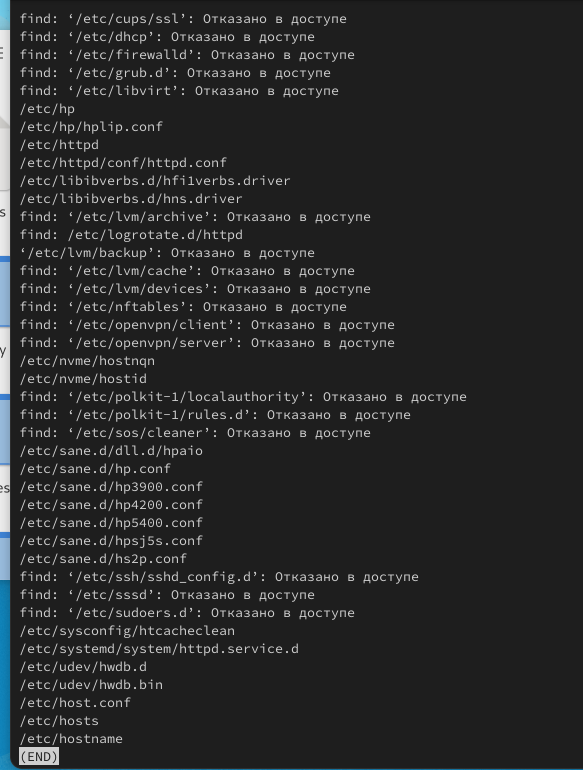 find: ‘/etc/cups/ssl’: Отказано в доступе
find: ‘/etc/dhcp’: Отказано в доступе
find: ‘/etc/firewalld’: Отказано в доступе
find: ‘/etc/grub.d’: Отказано в доступе
find: ‘/etc/libvirt’: Отказано в доступе
/etc/hp
/etc/hp/hplip.conf
/etc/httpd
/etc/httpd/conf/httpd.conf
/etc/libibverbs.d/hfi1verbs.driver
/etc/libibverbs.d/hns.driver
find: ‘/etc/lvm/archive’: Отказано в доступе
find: /etc/logrotate.d/httpd
‘/etc/lvm/backup’: Отказано в доступе
find: ‘/etc/lvm/cache’: Отказано в доступе
find: ‘/etc/lvm/devices’: Отказано в доступе
find: ‘/etc/nftables’: Отказано в доступе
find: ‘/etc/openvpn/client’: Отказано в доступе
find: ‘/etc/openvpn/server’: Отказано в доступе
/etc/nvme/hostnqn
/etc/nvme/hostid
find: ‘/etc/polkit-1/localauthority’: Отказано в доступе
find: ‘/etc/polkit-1/rules.d’: Отказано в доступе
find: ‘/etc/sos/cleaner’: Отказано в доступе
/etc/sane.d/dll.d/hpaio
/etc/sane.d/hp.conf
/etc/sane.d/hp3900.conf
/etc/sane.d/hp4200.conf
/etc/sane.d/hp5400.conf
/etc/sane.d/hpsj5s.conf
/etc/sane.d/hs2p.conf
find: ‘/etc/ssh/sshd_config.d’: Отказано в доступе
find: ‘/etc/sssd’: Отказано в доступе
find: ‘/etc/sudoers.d’: Отказано в доступе
/etc/sysconfig/htcacheclean
/etc/systemd/system/httpd.service.d
/etc/udev/hwdb.d
/etc/udev/hwdb.bin
/etc/host.conf
/etc/hosts
/etc/hostname
(END)